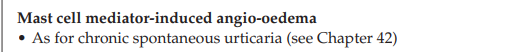 Mast cell mediator-induced angio-oedema
• As for chronic spontaneous urticaria (see Chapter 42)